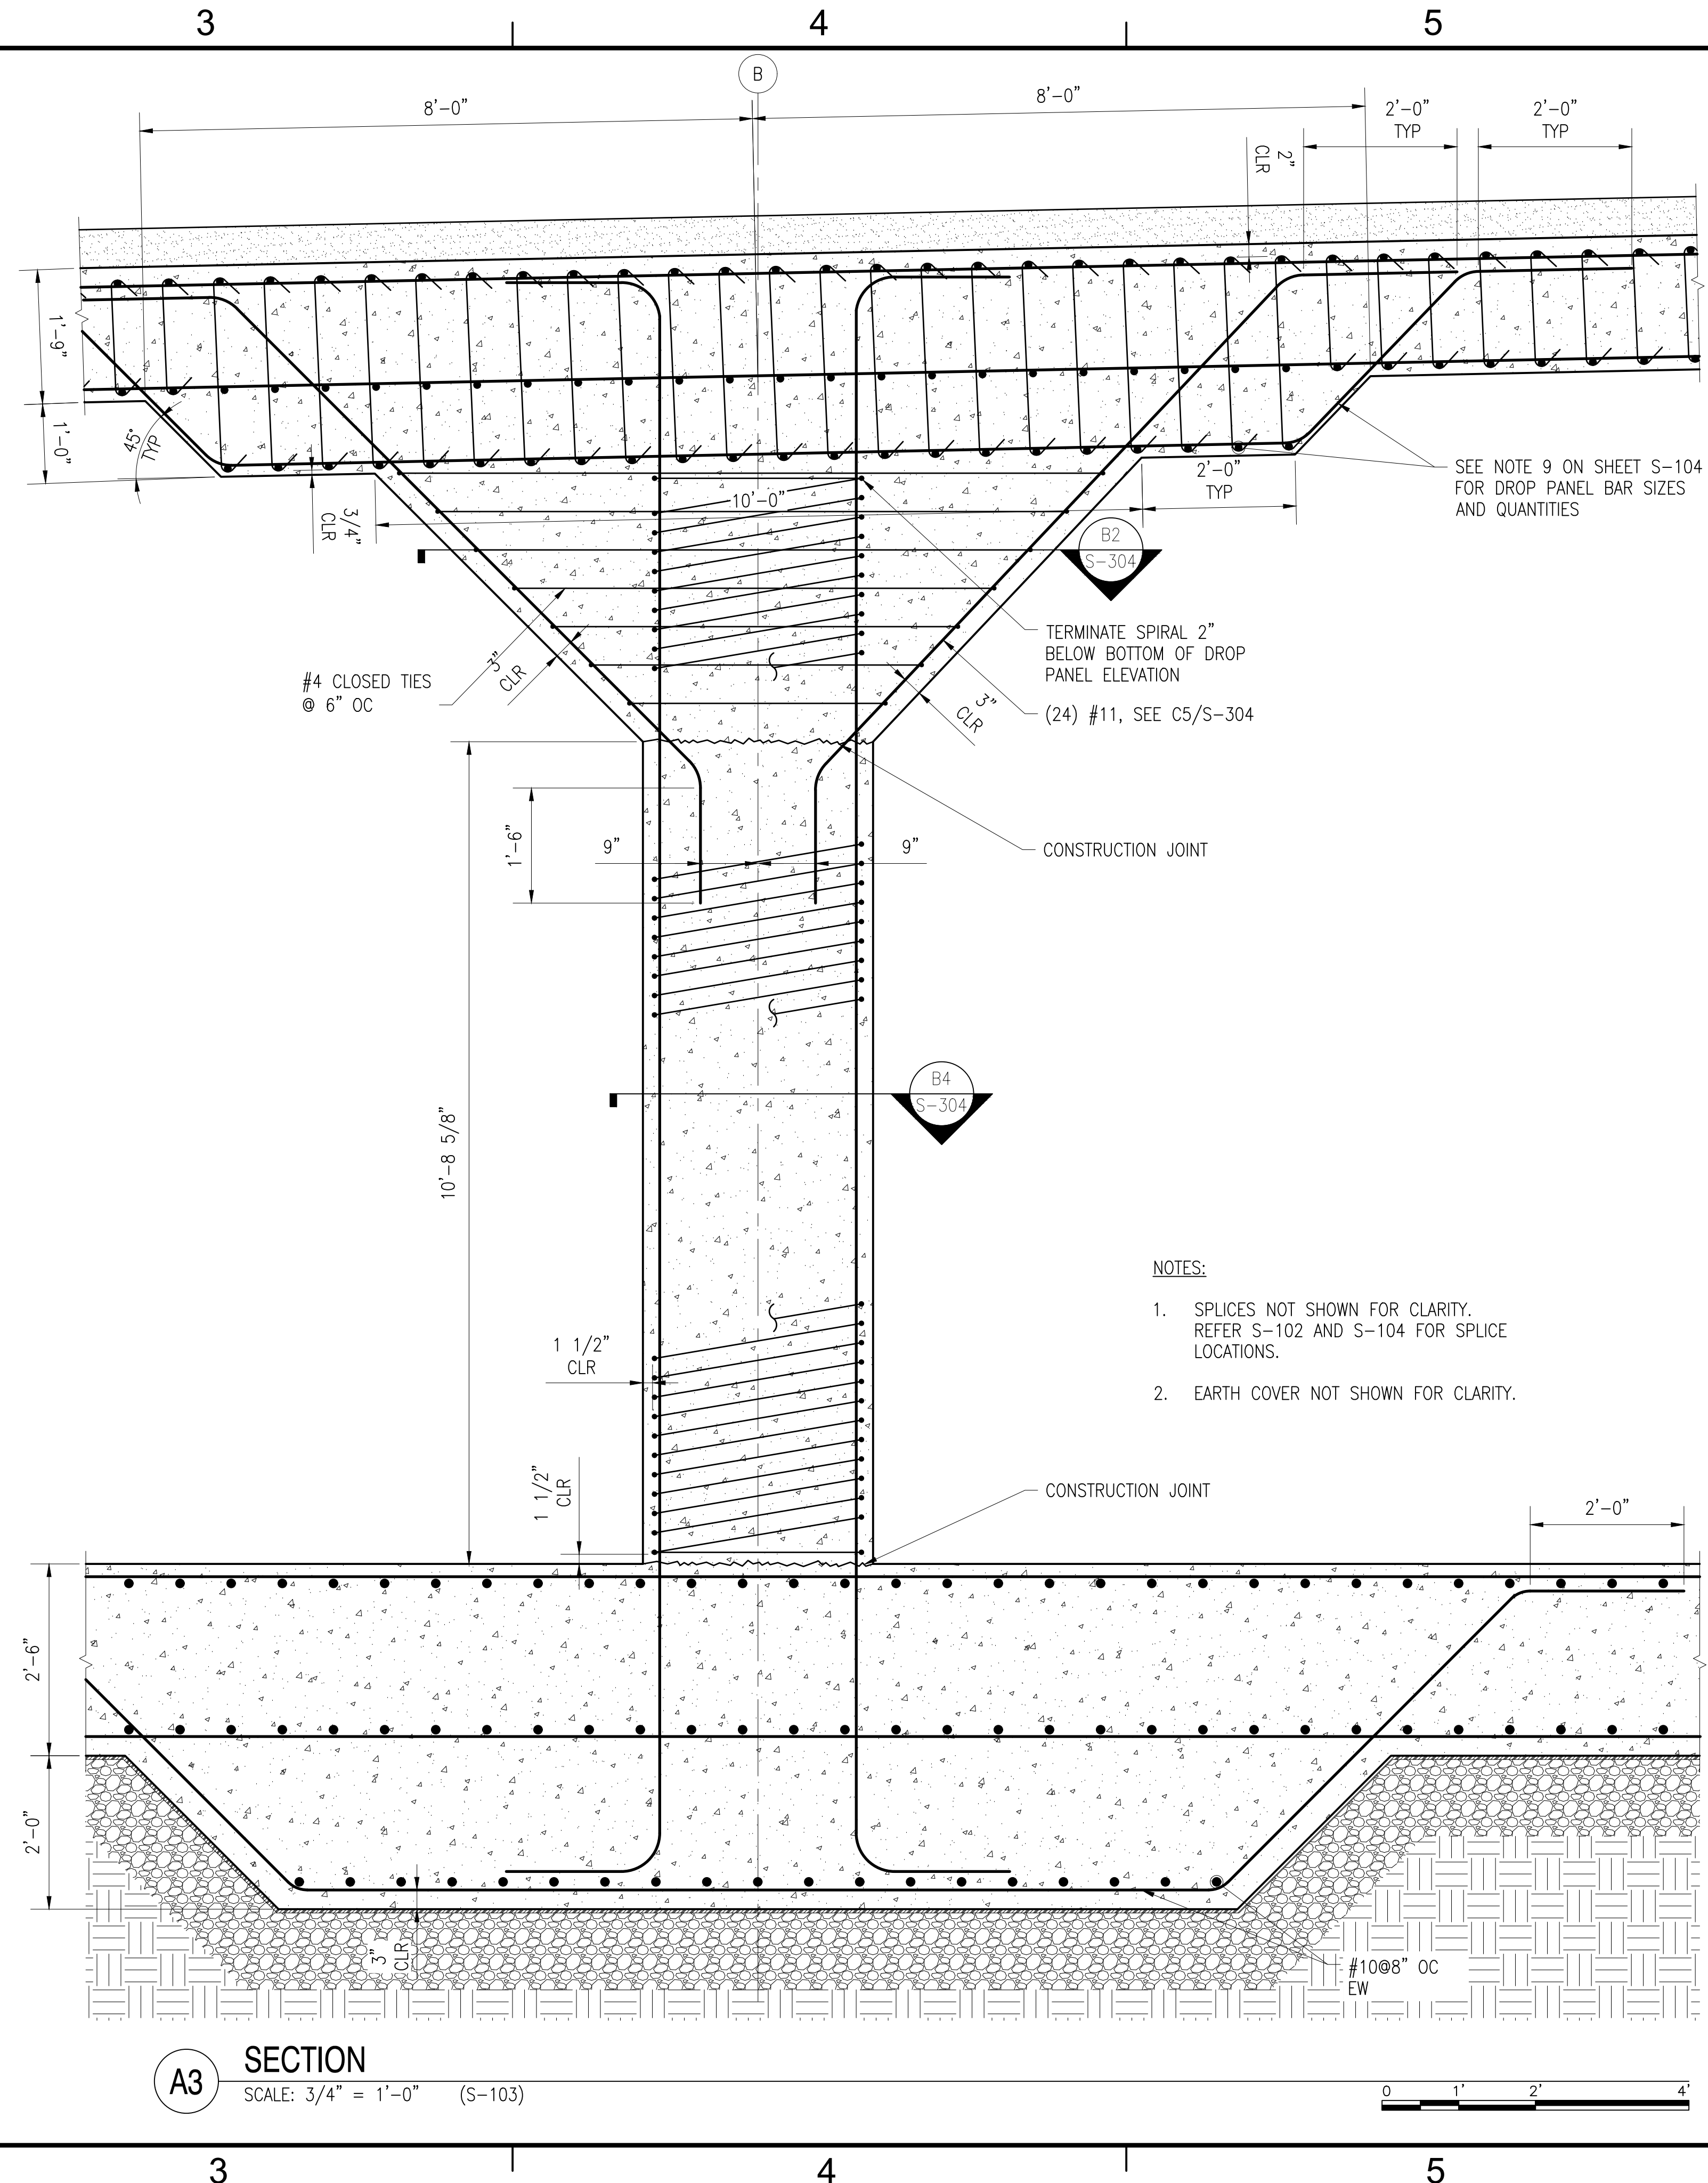 3
4
5
B
8'-0"
8'-0"
2'-0"
TYP
2'-0"
TYP
2"
CLR
1'-9"
1'-0"
45°
TYP
3/4"
CLR
10'-0"
2'-0"
TYP
SEE NOTE 9 ON SHEET S-104
FOR DROP PANEL BAR SIZES
AND QUANTITIES
B2
S-304
TERMINATE SPIRAL 2"
BELOW BOTTOM OF DROP
PANEL ELEVATION
#4 CLOSED TIES
@ 6" OC
3"
CLR
3"
CLR
(24) #11, SEE C5/S-304
1'-6"
9"
9"
CONSTRUCTION JOINT
10'-8 5/8"
B4
S-304
NOTES:
1. SPLICES NOT SHOWN FOR CLARITY.
REFER S-102 AND S-104 FOR SPLICE
LOCATIONS.
2. EARTH COVER NOT SHOWN FOR CLARITY.
1 1/2"
CLR
1 1/2"
CLR
CONSTRUCTION JOINT
2'-0"
2'-6"
2'-0"
3"
CLR
#10@8" OC
EW
A3
SECTION
SCALE: 3/4" = 1'-0" (S-103)
0 1' 2' 4'
3
4
5